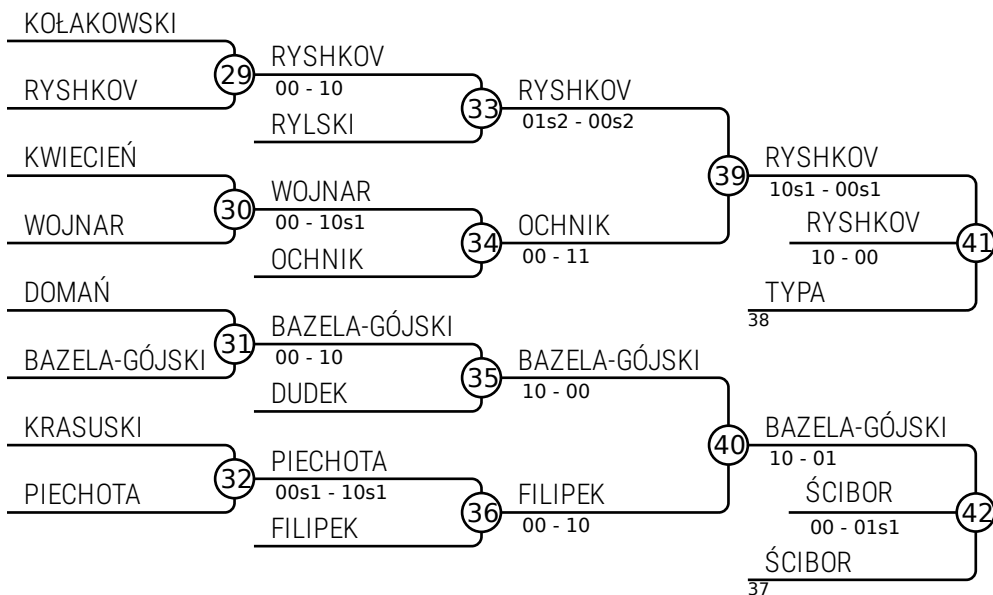 KOŁAKOWSKI
29
RYSHKOV
00 - 10
RYSHKOV
33
RYSHKOV
01s2 - 00s2
RYLSKI
KWIECIEŃ
39
RYSHKOV
10s1 - 00s1
30
WOJNAR
00 - 10s1
WOJNAR
34
OCHNIK
00 - 11
RYSHKOV
10 - 00
41
OCHNIK
DOMAŃ
TYPA
38
31
BAZELA-GÓJSKI
00 - 10
BAZELA-GÓJSKI
35
BAZELA-GÓJSKI
10 - 00
DUDEK
KRASUSKI
40
BAZELA-GÓJSKI
10 - 01
32
PIECHOTA
00s1 - 10s1
PIECHOTA
36
FILIPEK
00 - 10
ŚCIBOR
00 - 01s1
42
FILIPEK
ŚCIBOR
37